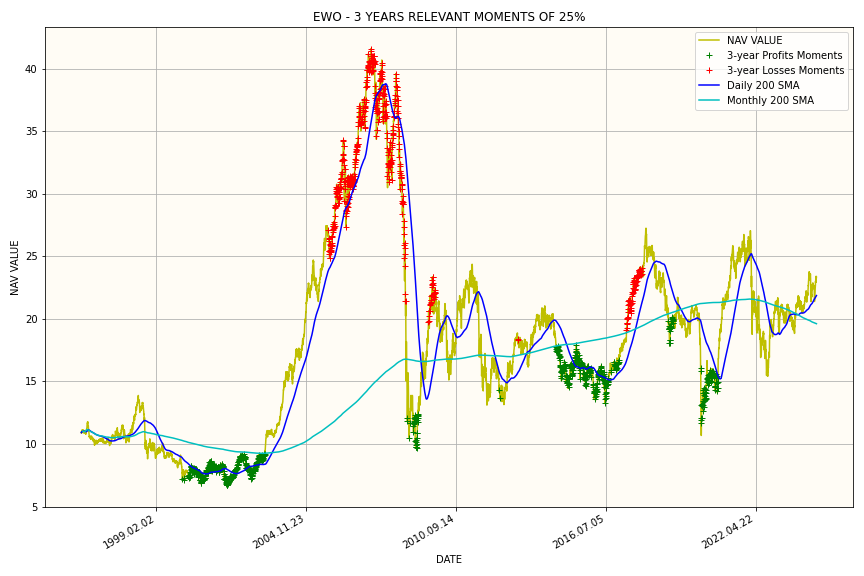 EWO - 3 YEARS RELEVANT MOMENTS OF 25%
NAV VALUE
3-year Profits Moments
3-year Losses Moments
Daily 200 SMA
Monthly 200 SMA
40
35
30
25
20
15
10
5
NAV VALUE
1999.02.02
2004.11.23
2010.09.14
2016.07.05
2022.04.22
DATE